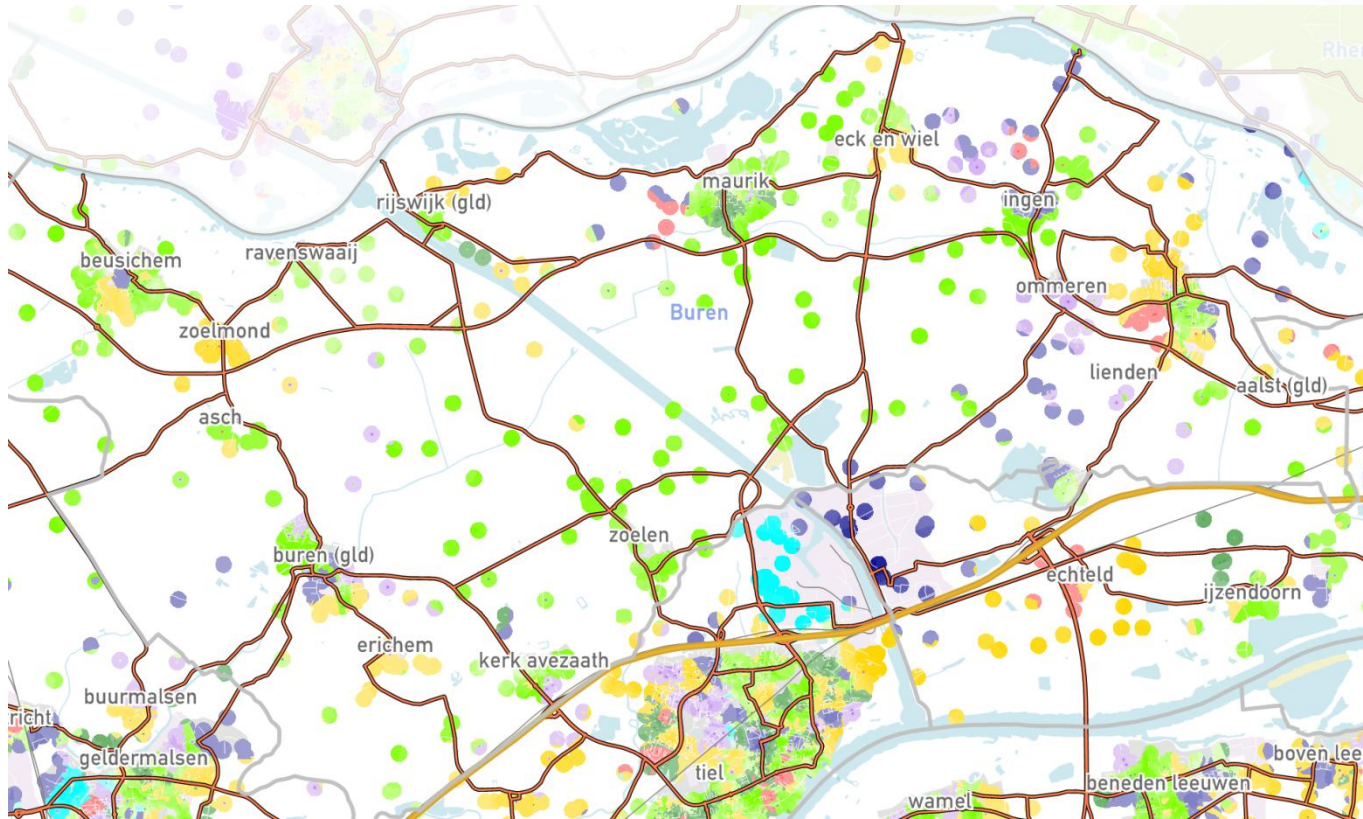 Rhe
eck en wiel
maurik
rijswijk (gld)
ingen
ravenswaaij
beusichem
ommeren
Buren
zoelmond
lienden
aalst (gld)
asch
zoelen
buren (gld)
echteld
ijzendoorn
erichem
kerk avezaath
buurmalsen
richt
geldermalsen
tiel
boven lee
beneden leeuwen
wamel